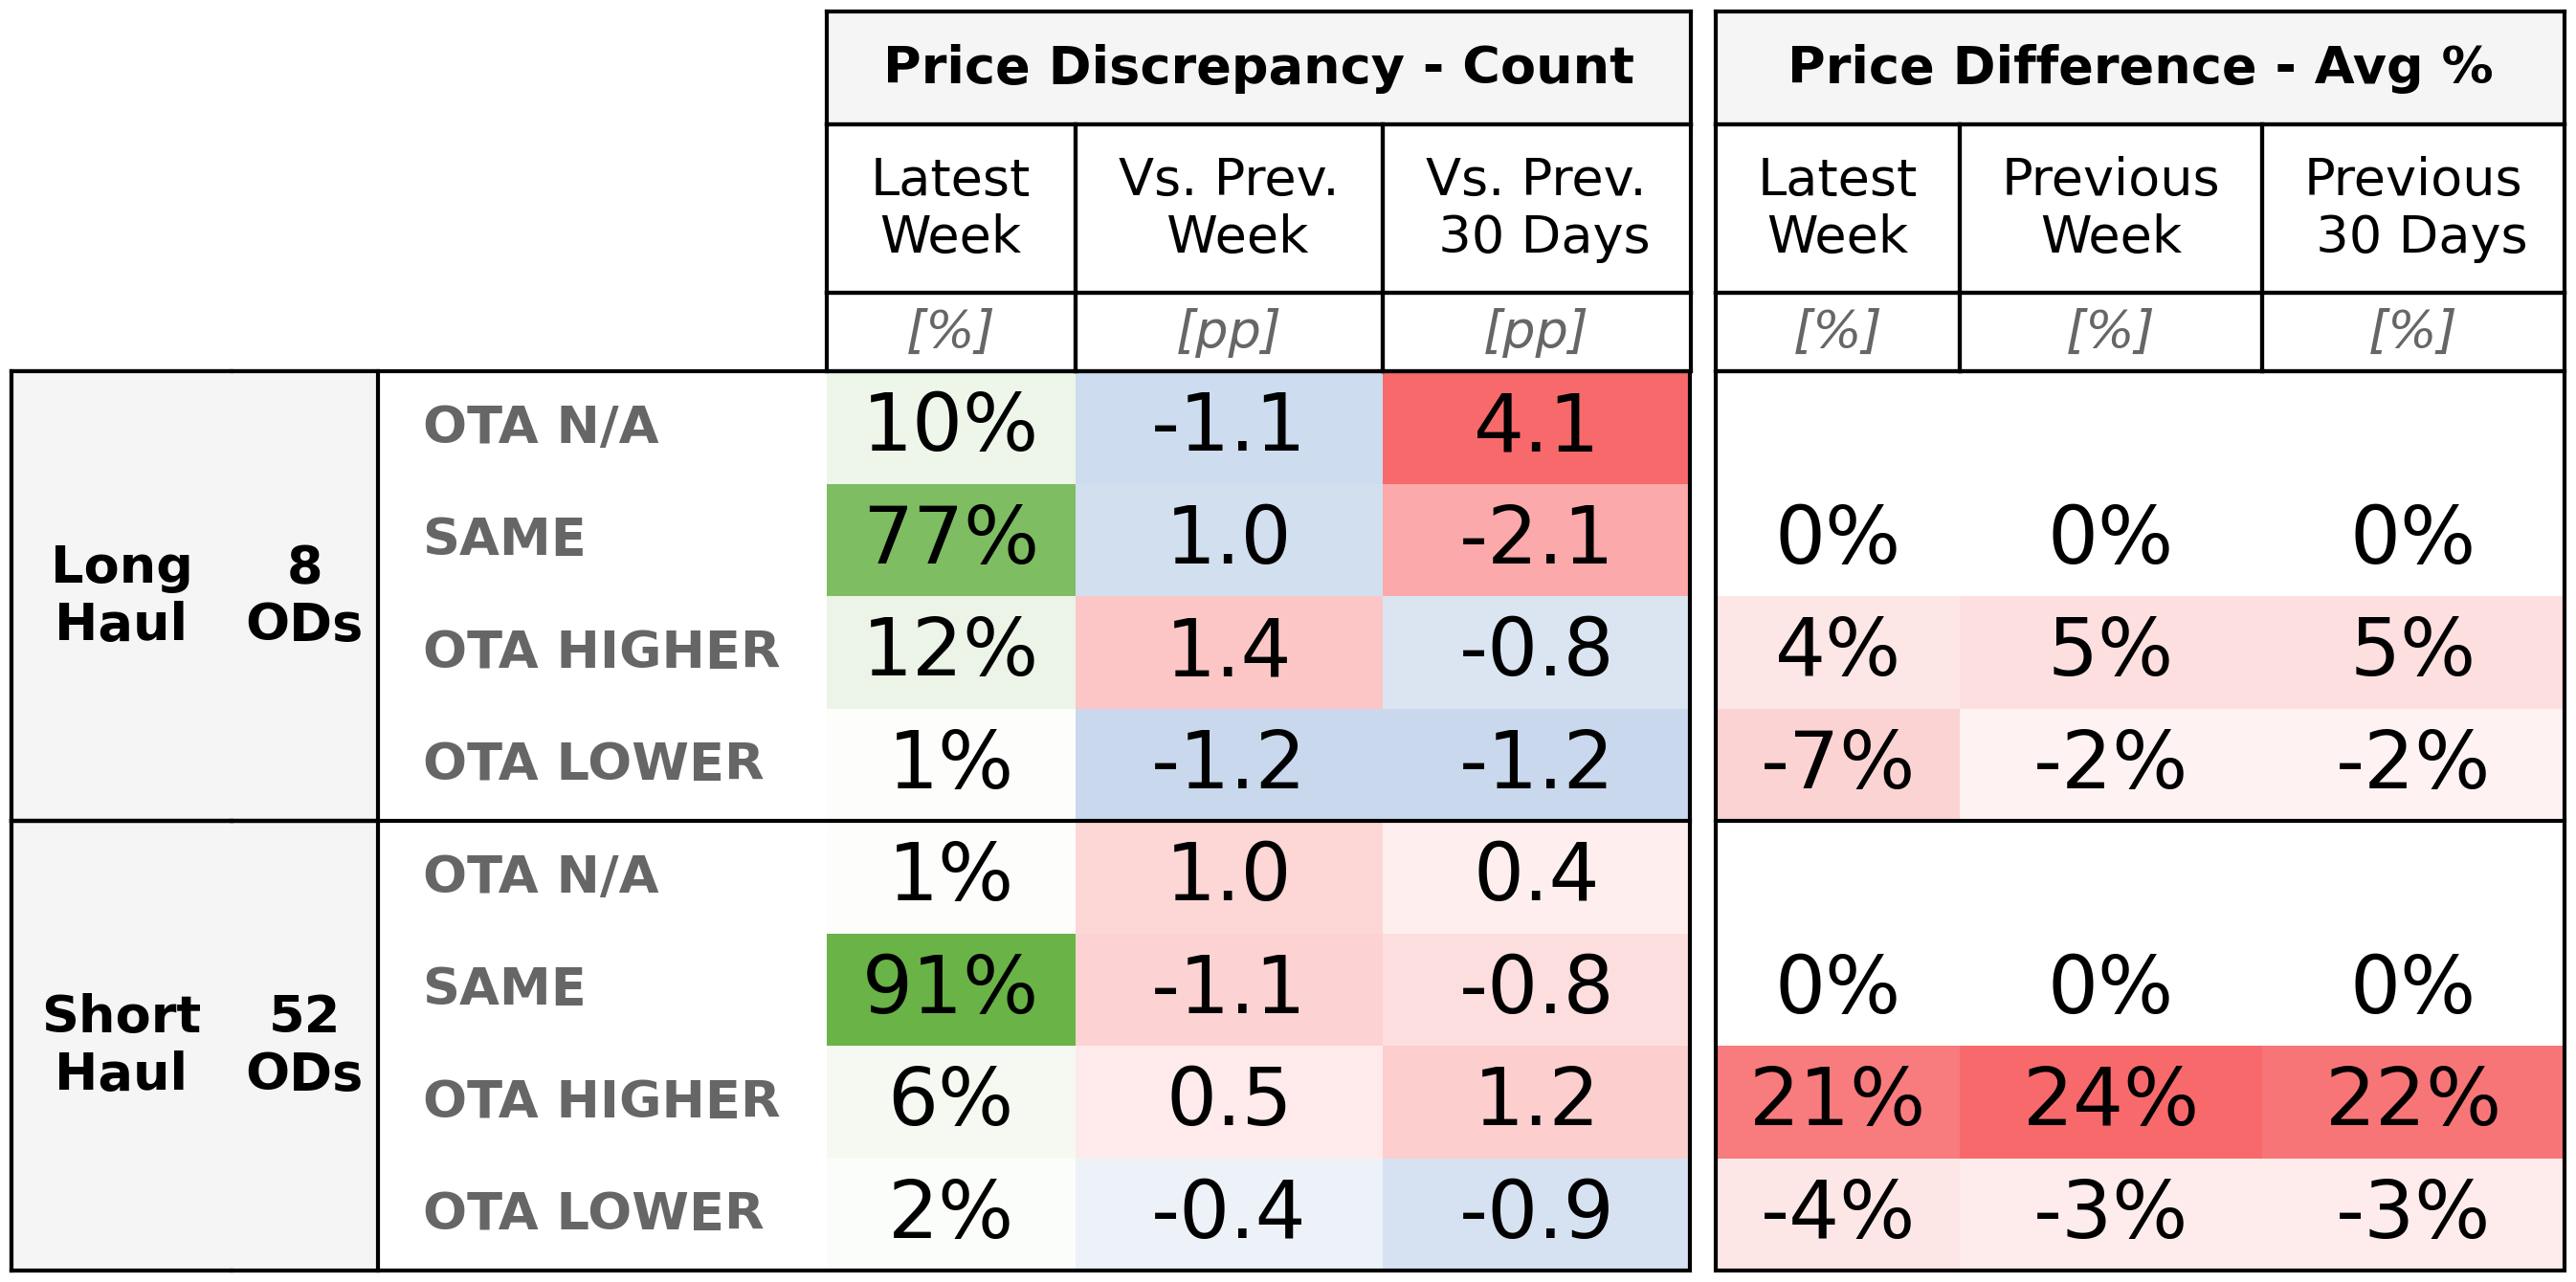 Price Discrepancy - Count Price Difference - Avg %
Latest Week Vs. Prev. Week Vs. Prev. 30 Days Latest Week Previous Week Previous 30 Days
[%] [pp] [pp] [%] [%] [%]
Long Haul 8 ODs
OTA N/A 10% -1.1 4.1
SAME 77% 1.0 -2.1 0% 0% 0%
OTA HIGHER 12% 1.4 -0.8 4% 5% 5%
OTA LOWER 1% -1.2 -1.2 -7% -2% -2%
Short Haul 52 ODs
OTA N/A 1% 1.0 0.4
SAME 91% -1.1 -0.8 0% 0% 0%
OTA HIGHER 6% 0.5 1.2 21% 24% 22%
OTA LOWER 2% -0.4 -0.9 -4% -3% -3%